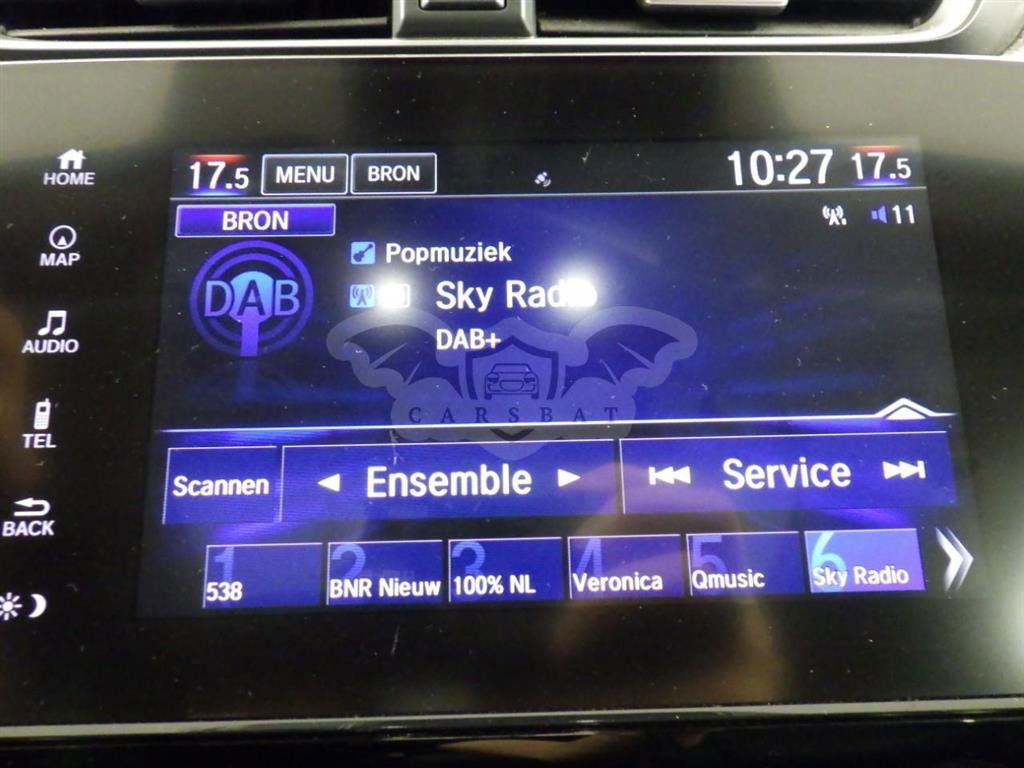 17.5 MENU BRON 10:27 17.5
HOME
BRON
11
MAP
Popmuziek
DAB
Sky Radio
DAB+
AUDIO
CARSBAT
TEL
Scannen
Ensemble
Service
BACK
1 2 3 4 5 6
538 BNR Nieuw 100% NL Veronica Qmusic Sky Radio